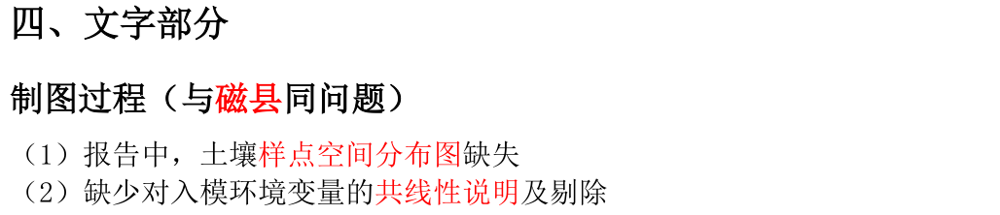 四、文字部分
制图过程（与磁县同问题）
（1）报告中，土壤样点空间分布图缺失
（2）缺少对入模环境变量的共线性说明及剔除